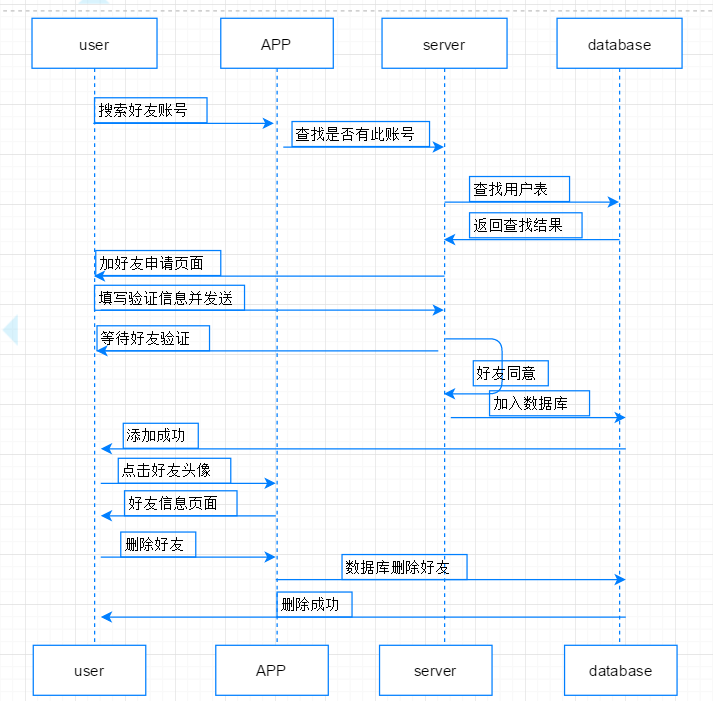 user
APP
server
database
搜索好友账号
查找是否有此账号
查找用户表
返回查找结果
加好友申请页面
填写验证信息并发送
等待好友验证
好友同意
加入数据库
添加成功
点击好友头像
好友信息页面
删除好友
数据库删除好友
删除成功
user
APP
server
database